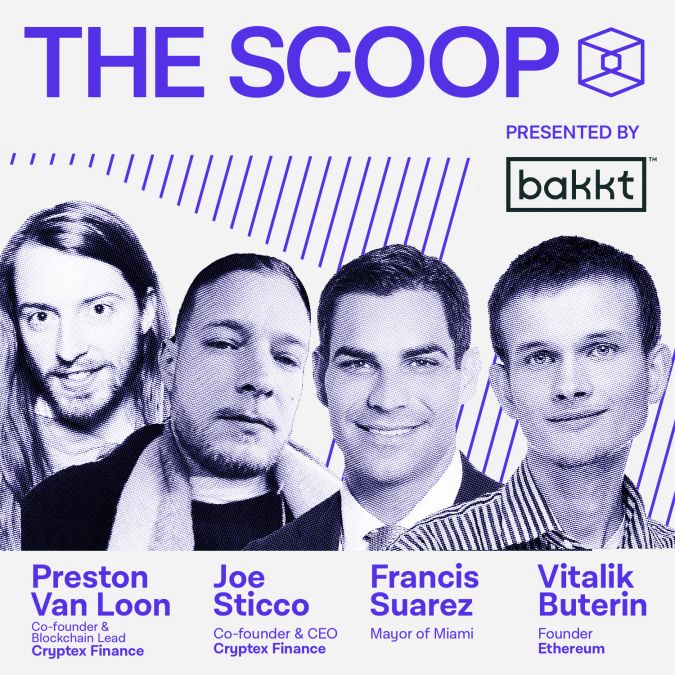 THE SCOOP
PRESENTED BY
bakkt™
Preston
Van Loon
Co-founder &
Blockchain Lead
Cryptex Finance
Joe
Sticco
Co-founder & CEO
Cryptex Finance
Francis
Suarez
Mayor of Miami
Vitalik
Buterin
Founder
Ethereum